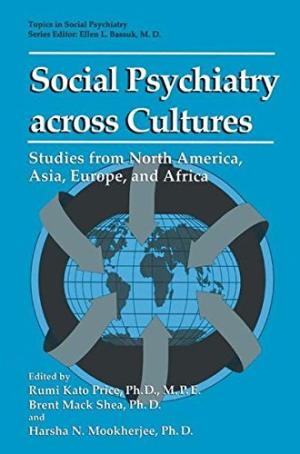 Topics in Social Psychiatry
Series Editor: Ellen L. Bassuk, M. D.
Social Psychiatry
across Cultures
Studies from North America,
Asia, Europe, and Africa
Edited by
Rumi Kato Price, Ph.D., M.P.E.
Brent Mack Shea, Ph. D.
and
Harsha N. Mookherjee, Ph. D.